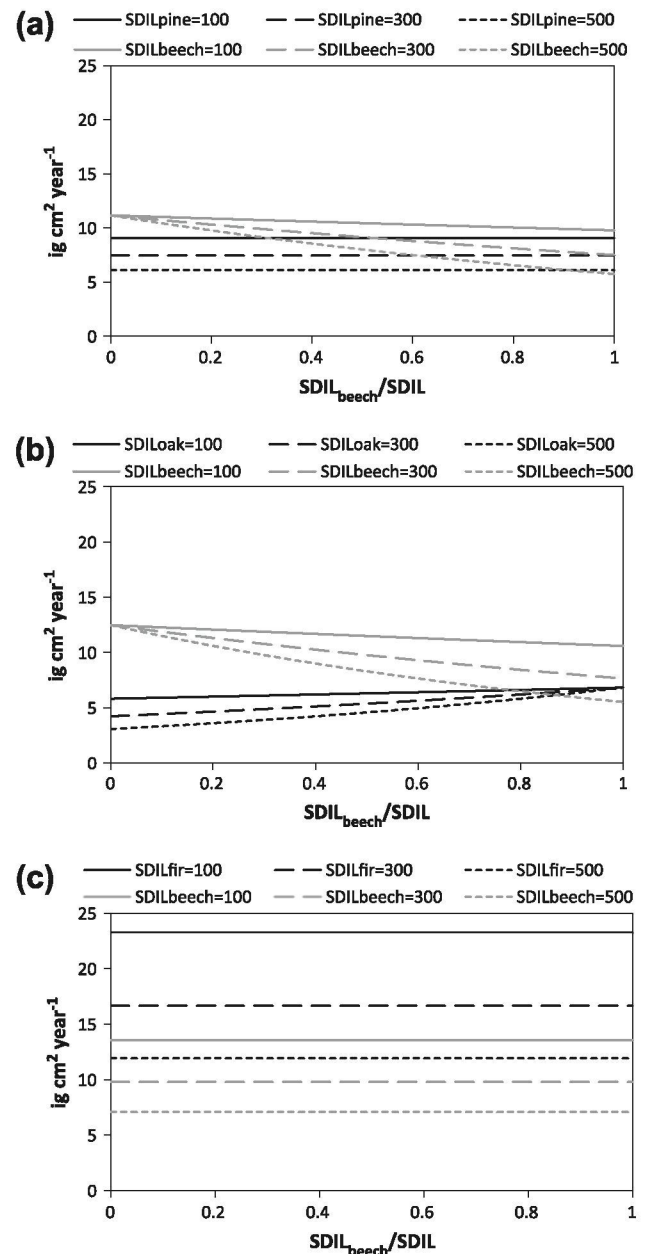 (a)
SDILpine=100 SDILpine=300 SDILpine=500
SDILbeech=100 SDILbeech=300 SDILbeech=500
25
20
15
10
5
0
ig cm² year⁻¹
0 0.2 0.4 0.6 0.8 1
SDILbeech/SDIL
(b)
SDILoak=100 SDILoak=300 SDILoak=500
SDILbeech=100 SDILbeech=300 SDILbeech=500
25
20
15
10
5
0
ig cm² year⁻¹
0 0.2 0.4 0.6 0.8 1
SDILbeech/SDIL
(c)
SDILfir=100 SDILfir=300 SDILfir=500
SDILbeech=100 SDILbeech=300 SDILbeech=500
25
20
15
10
5
0
ig cm² year⁻¹
0 0.2 0.4 0.6 0.8 1
SDILbeech/SDIL